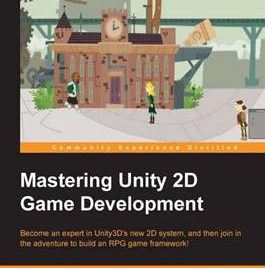 Community Experience Distilled
Mastering Unity 2D
Game Development
Become an expert in Unity3D's new 2D system, and then join in
the adventure to build an RPG game framework!